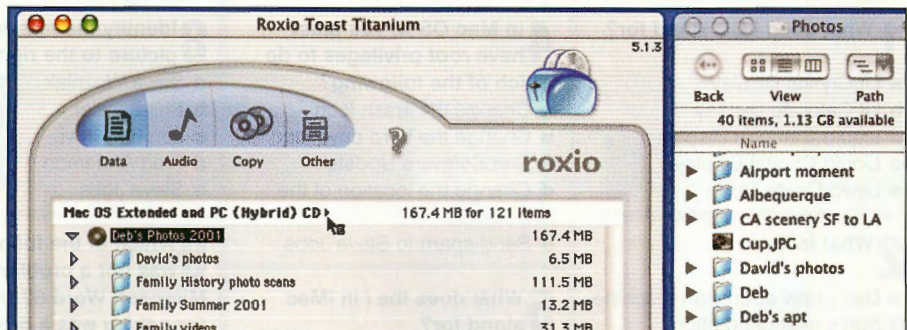 Roxio Toast Titanium
5.1.3
Data Audio Copy Other
roxio
Mac OS Extended and PC (Hybrid) CD 167.4 MB for 121 Items
Deb's Photos 2001 167.4 MB
David's photos 6.5 MB
Family History photo scans 111.5 MB
Family Summer 2001 13.2 MB
Family videos 31.3 MB
Photos
Back View Path
40 items, 1.13 GB available
Name
Airport moment
Albequerque
CA scenery SF to LA
Cup.JPG
David's photos
Deb
Deb's apt